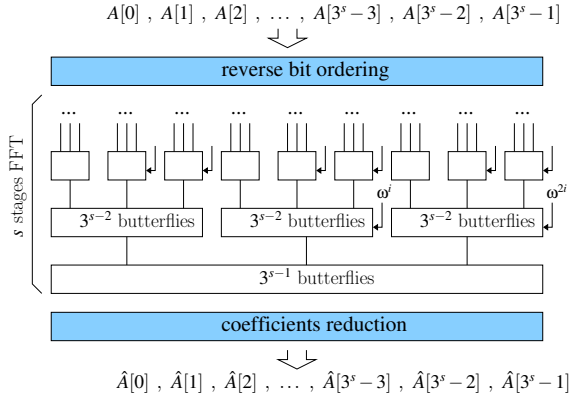 A[0] , A[1] , A[2] , … , A[3^s−3] , A[3^s−2] , A[3^s−1]
reverse bit ordering
s stages FFT
... ... ... ... ... ... ... ... ...
ω^i ω^{2i}
3^{s−2} butterflies 3^{s−2} butterflies 3^{s−2} butterflies
3^{s−1} butterflies
coefficients reduction
Â[0] , Â[1] , Â[2] , … , Â[3^s−3] , Â[3^s−2] , Â[3^s−1]